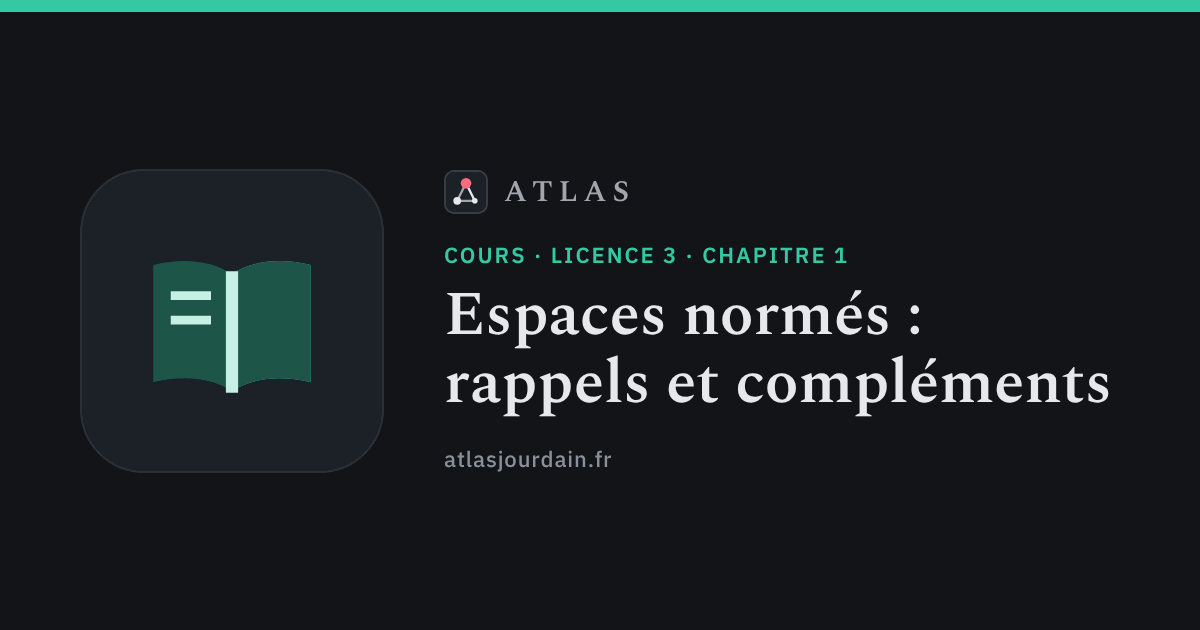 ATLAS
COURS · LICENCE 3 · CHAPITRE 1
Espaces normés :
rappels et compléments
atlasjourdain.fr